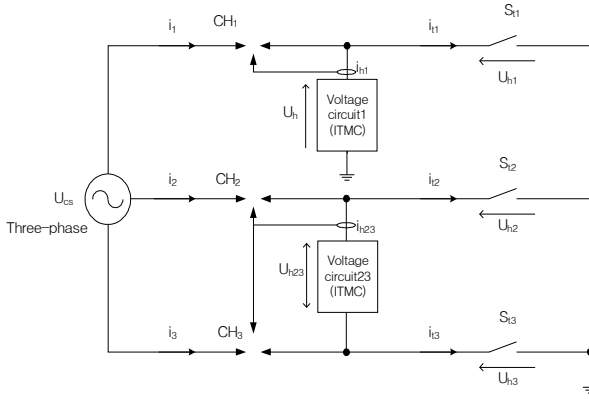 i1 CH1 it1 St1
ih1
Uh1
Uh
Voltage
circuit1
(ITMC)
Ucs
Three-phase
i2 CH2 it2 St2
ih23
Uh2
Uh23
Voltage
circuit23
(ITMC)
i3 CH3 it3 St3
Uh3